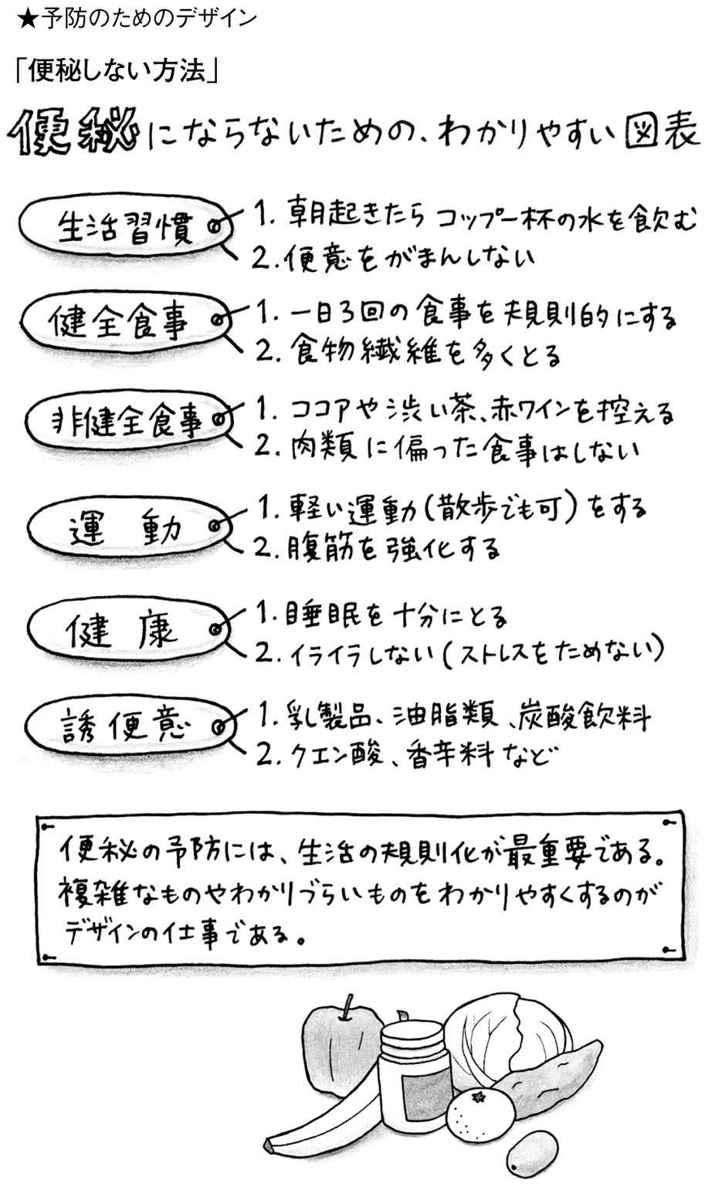 ★予防のためのデザイン
「便秘しない方法」
便秘にならないための、わかりやすい図表
生活習慣
1. 朝起きたら コップ一杯の水を飲む
2. 便意をがまんしない
健全食事
1. 一日3回の食事を規則的にする
2. 食物繊維を多くとる
非健全食事
1. ココアや渋い茶、赤ワインを控える
2. 肉類に偏った食事はしない
運動
1. 軽い運動(散歩でも可)をする
2. 腹筋を強化する
健康
1. 睡眠を十分にとる
2. イライラしない(ストレスをためない)
誘便意
1. 乳製品、油脂類、炭酸飲料
2. クエン酸、香辛料など
便秘の予防には、生活の規則化が最重要である。
複雑なものやわかりづらいものをわかりやすくするのが
デザインの仕事である。